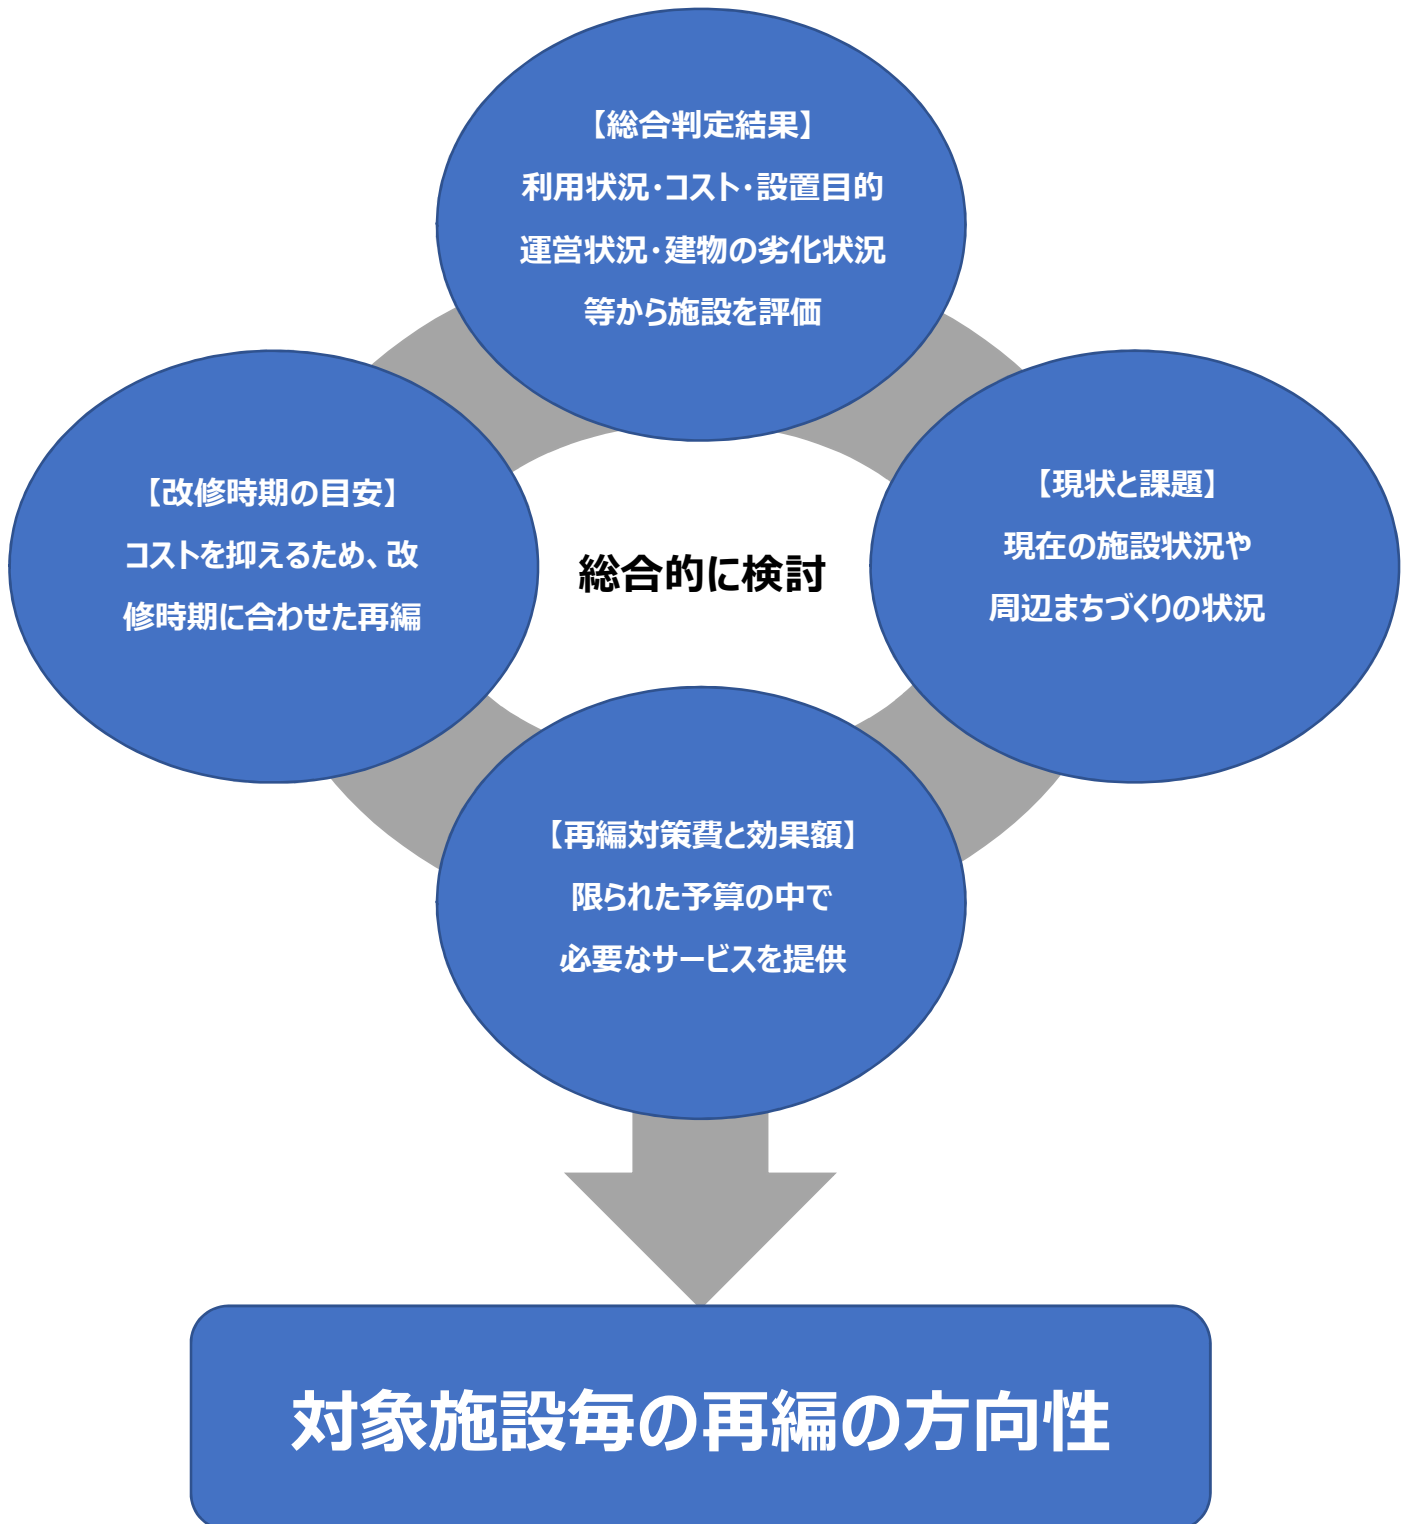 【総合判定結果】
利用状況・コスト・設置目的
運営状況・建物の劣化状況
等から施設を評価
【改修時期の目安】
コストを抑えるため、改
修時期に合わせた再編
総合的に検討
【現状と課題】
現在の施設状況や
周辺まちづくりの状況
【再編対策費と効果額】
限られた予算の中で
必要なサービスを提供
対象施設毎の再編の方向性